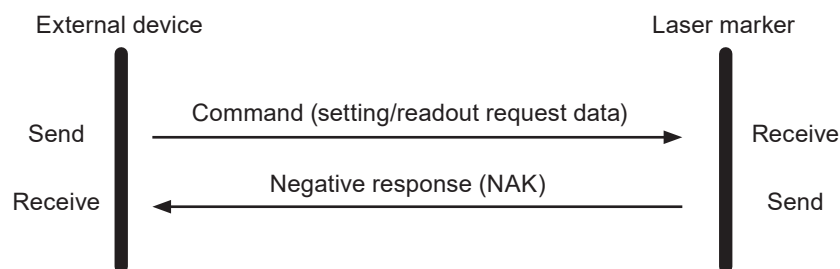 External device
Laser marker
Command (setting/readout request data)
Send
Receive
Negative response (NAK)
Receive
Send